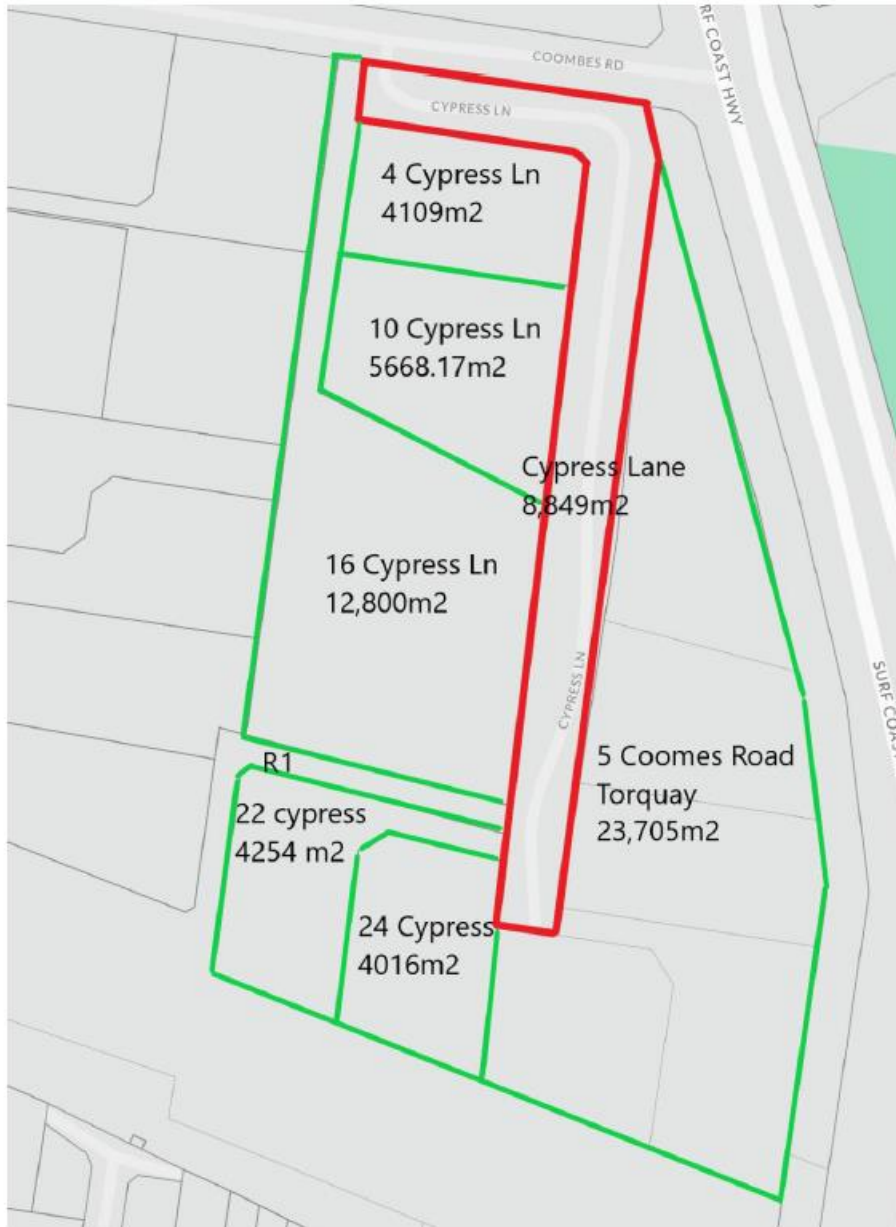 COOMBES RD
SURF COAST HWY
CYPRESS LN
4 Cypress Ln
4109m2
10 Cypress Ln
5668.17m2
Cypress Lane
8,849m2
16 Cypress Ln
12,800m2
CYPRESS LN
SURF COAST
5 Coomes Road
Torquay
23,705m2
R1
22 cypress
4254 m2
24 Cypress
4016m2